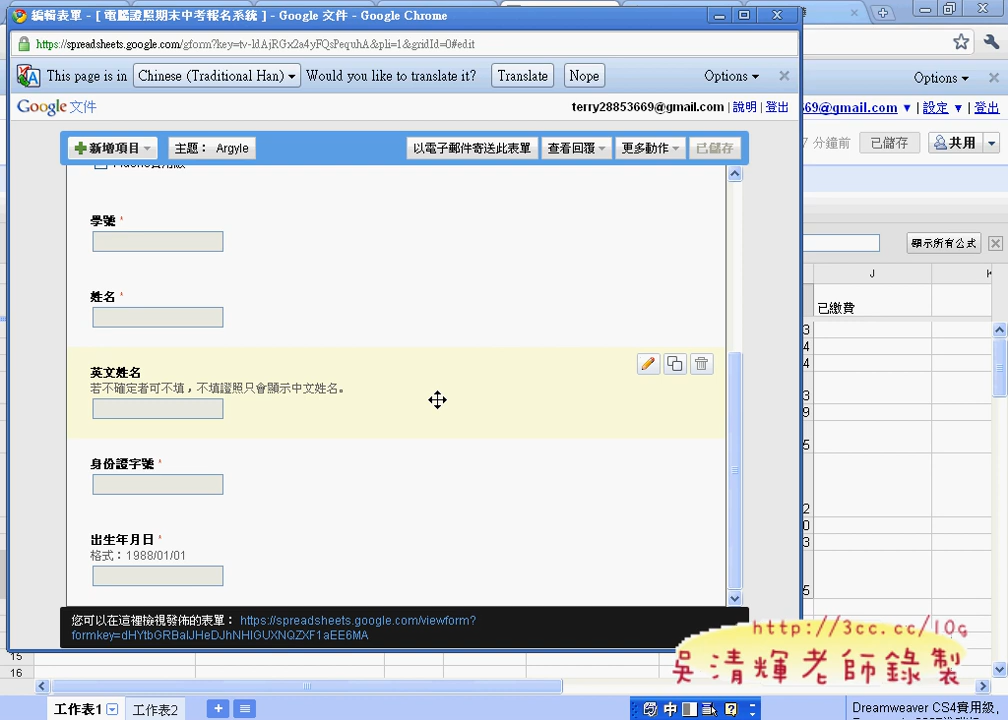 編輯表單 - [ 電腦證照期末中考報名系統 ] - Google 文件 - Google Chrome
https://spreadsheets.google.com/gform?key=tv-ldAjRGx2a4yFQsPequhA&pli=1&gridId=0#edit
This page is in Chinese (Traditional Han) Would you like to translate it? Translate Nope Options
Options
Google 文件
terry28853669@gmail.com | 說明 | 登出
69@gmail.com 設定 登出
新增項目 主題： Argyle 以電子郵件寄送此表單 查看回覆 更多動作 已儲存
7 分鐘前 已儲存 共用
學號 *
顯示所有公式
J
姓名 *
已繳費
英文姓名
若不確定者可不填，不填證照只會顯示中文姓名。
身份證字號 *
出生年月日 *
格式：1988/01/01
您可以在這裡檢視發佈的表單： https://spreadsheets.google.com/viewform?
formkey=dHYtbGRBalJHeDJhNHlGUXNQZXF1aEE6MA
http://3cc.cc/10g
吳清輝老師錄製
15
16
工作表1 工作表2
中
Dreamweaver CS4實用級,